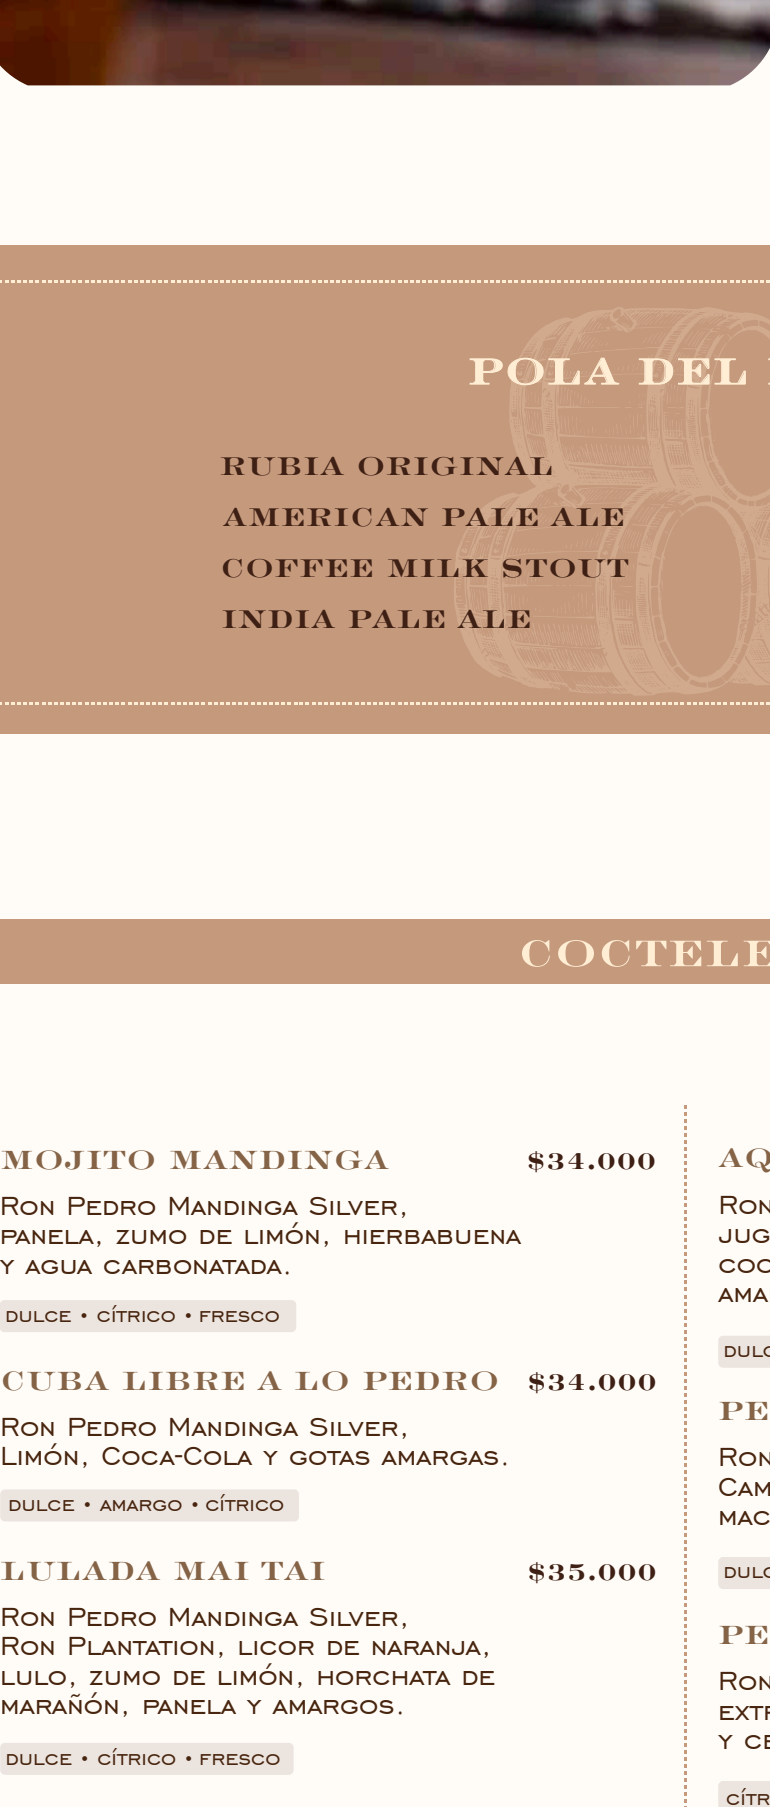 POLA DEL
RUBIA ORIGINAL
AMERICAN PALE ALE
COFFEE MILK STOUT
INDIA PALE ALE
COCTELE
MOJITO MANDINGA $34.000
Ron Pedro Mandinga Silver,
panela, zumo de limón, hierbabuena
y agua carbonatada.
DULCE • CÍTRICO • FRESCO
CUBA LIBRE A LO PEDRO $34.000
Ron Pedro Mandinga Silver,
Limón, Coca-Cola y gotas amargas.
DULCE • AMARGO • CÍTRICO
LULADA MAI TAI $35.000
Ron Pedro Mandinga Silver,
Ron Plantation, licor de naranja,
lulo, zumo de limón, horchata de
marañón, panela y amargos.
DULCE • CÍTRICO • FRESCO
AQ
Ron
JUG
COC
AMA
DULC
PE
Ron
Cam
MAC
DULC
PE
Ron
EXTR
Y CE
CÍTR